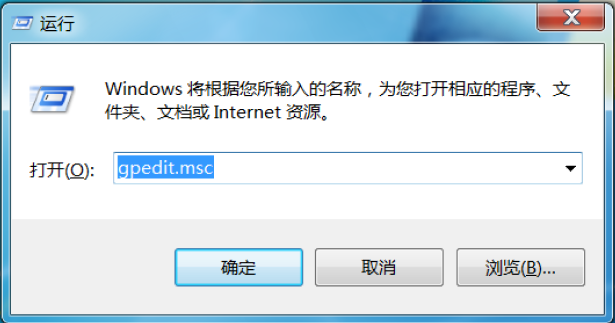 运行
Windows 将根据您所输入的名称，为您打开相应的程序、文
件夹、文档或 Internet 资源。
打开(O): gpedit.msc
确定 取消 浏览(B)...